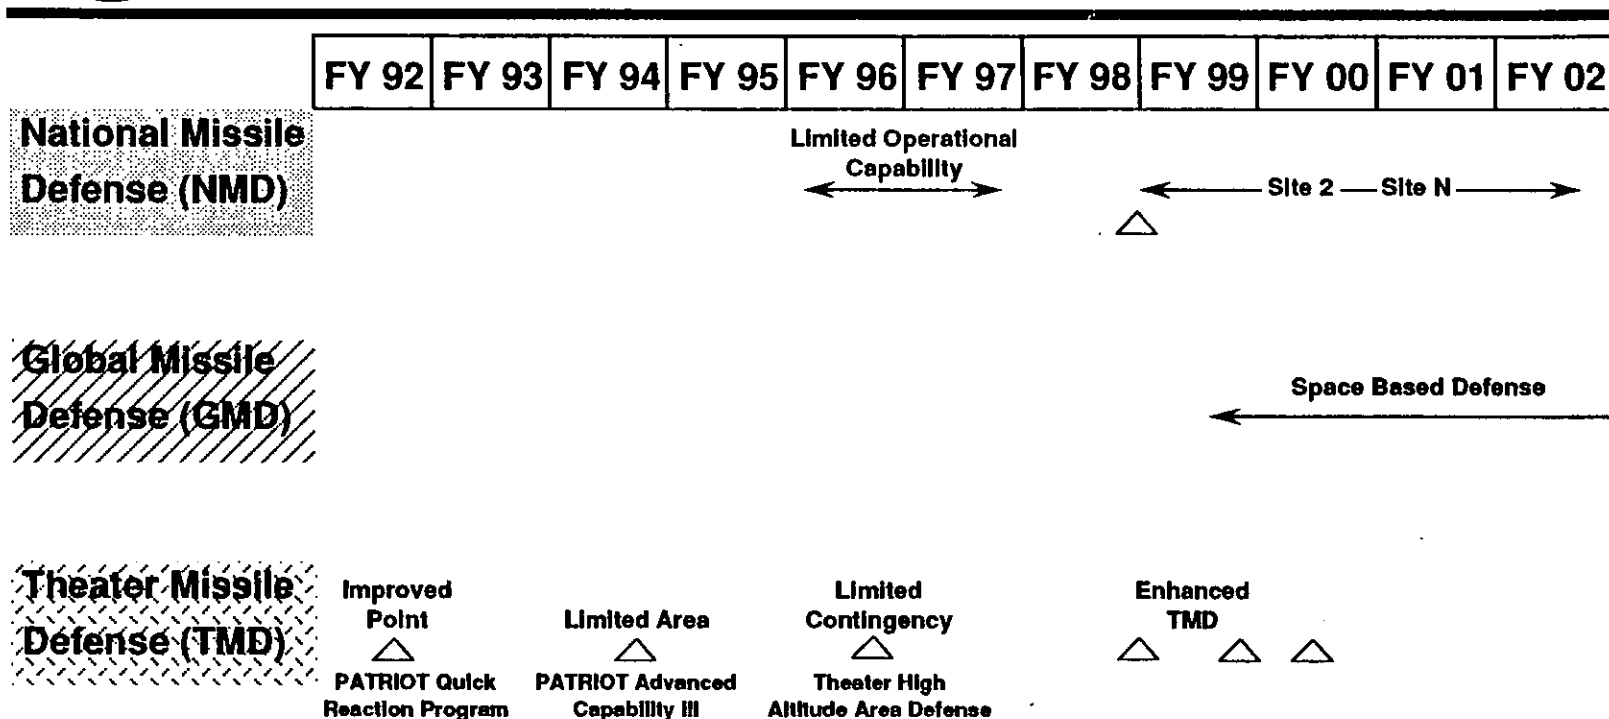 FY 92 FY 93 FY 94 FY 95 FY 96 FY 97 FY 98 FY 99 FY 00 FY 01 FY 02
National Missile
Defense (NMD)
Limited Operational
Capability
Site 2 — Site N
Global Missile
Defense (GMD)
Space Based Defense
Theater Missile
Defense (TMD)
Improved
Point
PATRIOT Quick
Reaction Program
Limited Area
PATRIOT Advanced
Capability III
Limited
Contingency
Theater High
Altitude Area Defense
Enhanced
TMD